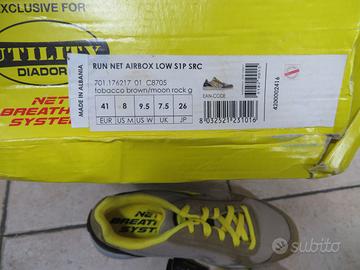 EXCLUSIVE FOR
UTILITY
DIADORA
NET
BREATHING
SYSTEM
MADE IN ALBANIA
RUN NET AIRBOX LOW S1P SRC
701.176217 01 C8705
tobacco brown/moon rock g
41 8 9.5 7.5 26
EUR US M US W UK JP
EAN-CODE
8 032521 231016
4200002416
NET
BREATH
SYST
subito